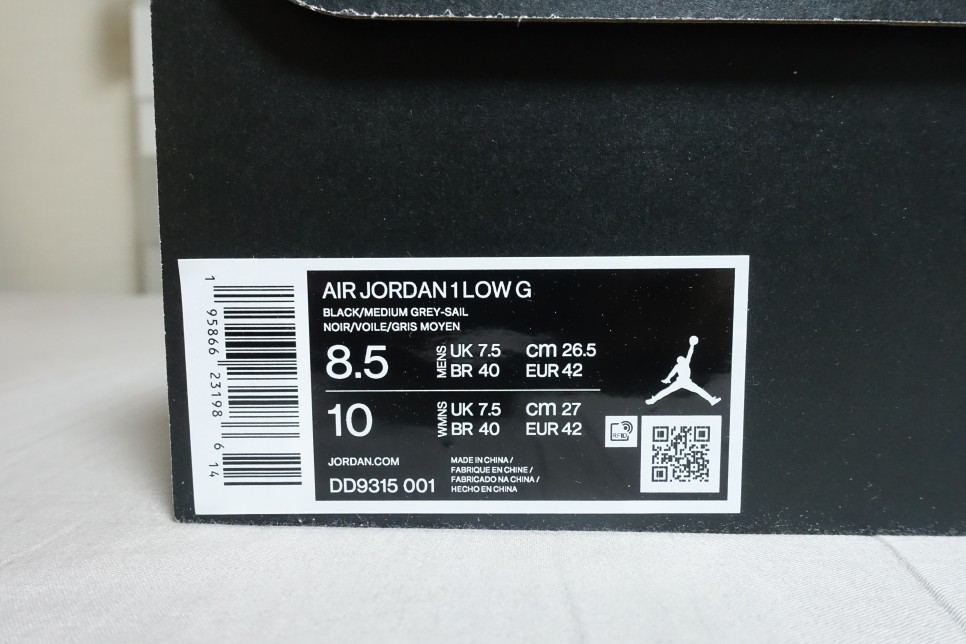 AIR JORDAN 1 LOW G
BLACK/MEDIUM GREY-SAIL
NOIR/VOILE/GRIS MOYEN
8.5 MENS UK 7.5 cm 26.5
BR 40 EUR 42
10 WMNS UK 7.5 cm 27
BR 40 EUR 42
RFID
JORDAN.COM
DD9315 001
MADE IN CHINA /
FABRIQUE EN CHINE /
FABRICADO NA CHINA /
HECHO EN CHINA
1 95866 23198 6 14